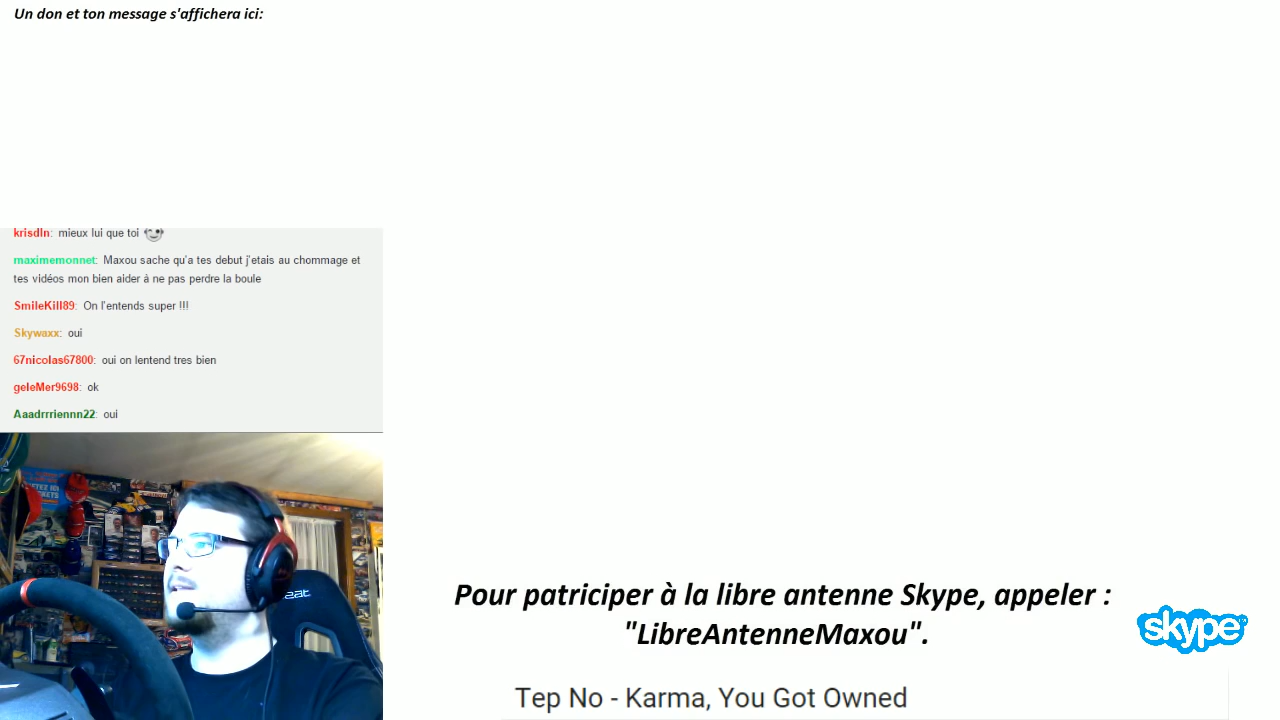 Un don et ton message s'affichera ici:
krisdln: mieux lui que toi
maximemonnet: Maxou sache qu'a tes debut j'etais au chommage et
tes vidéos mon bien aider à ne pas perdre la boule
SmileKill89: On l'entends super !!!
Skywaxx: oui
67nicolas67800: oui on lentend tres bien
geleMer9698: ok
Aaadrrriennn22: oui
Pour patriciper à la libre antenne Skype, appeler :
"LibreAntenneMaxou".
skype
Tep No - Karma, You Got Owned